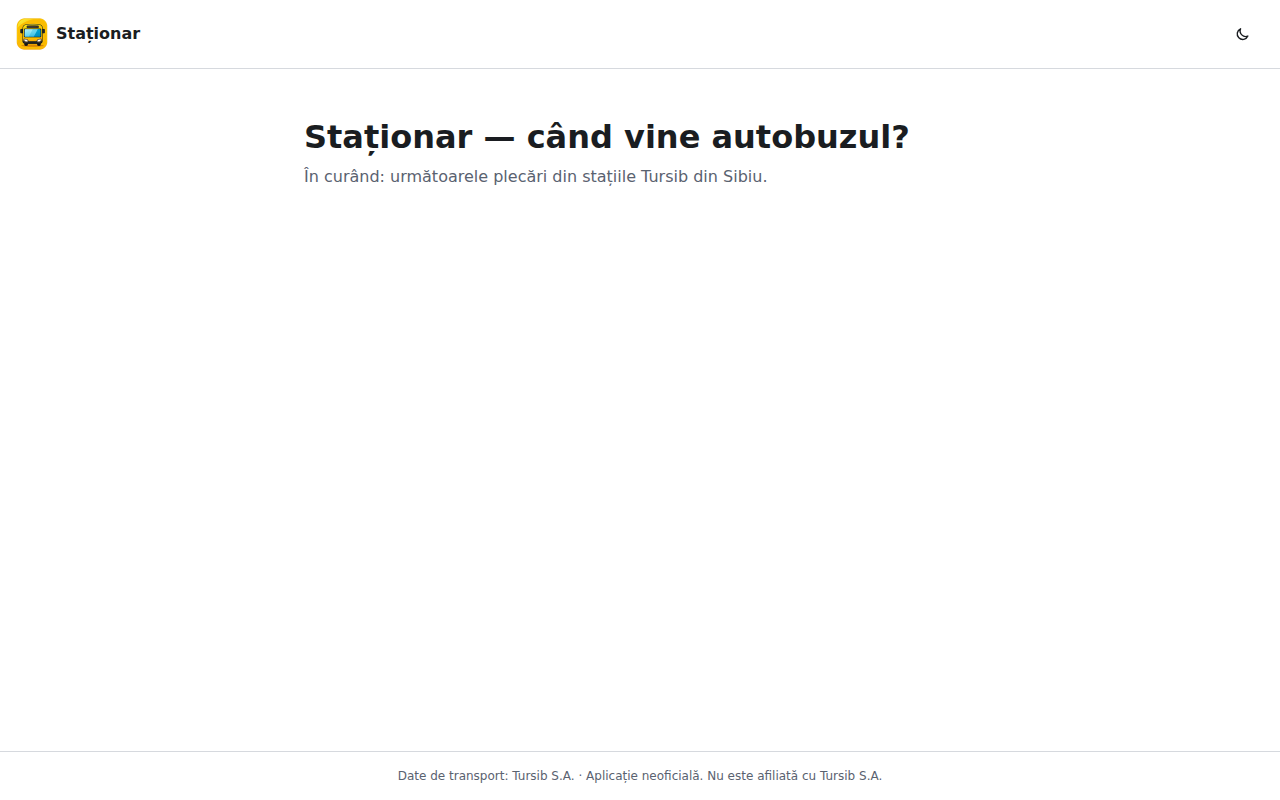 Staționar
Staționar — când vine autobuzul?
În curând: următoarele plecări din stațiile Tursib din Sibiu.
Date de transport: Tursib S.A. · Aplicație neoficială. Nu este afiliată cu Tursib S.A.